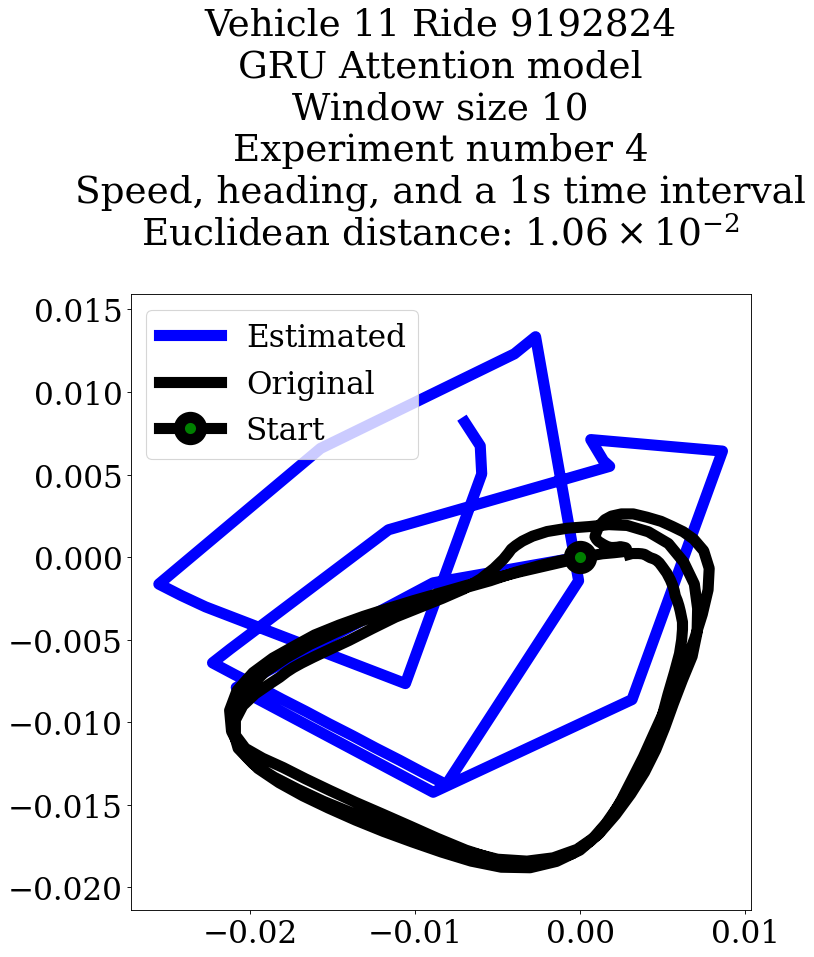 Vehicle 11 Ride 9192824
GRU Attention model
Window size 10
Experiment number 4
Speed, heading, and a 1s time interval
Euclidean distance: 1.06 × 10⁻²
0.015
0.010
0.005
0.000
−0.005
−0.010
−0.015
−0.020
Estimated
Original
Start
−0.02
−0.01
0.00
0.01